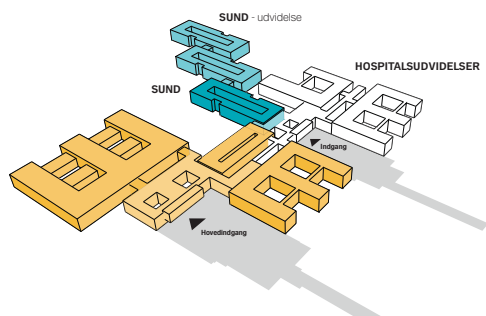 SUND - udvidelse
HOSPITALSUDVIDELSER
SUND
Indgang
Hovedindgang